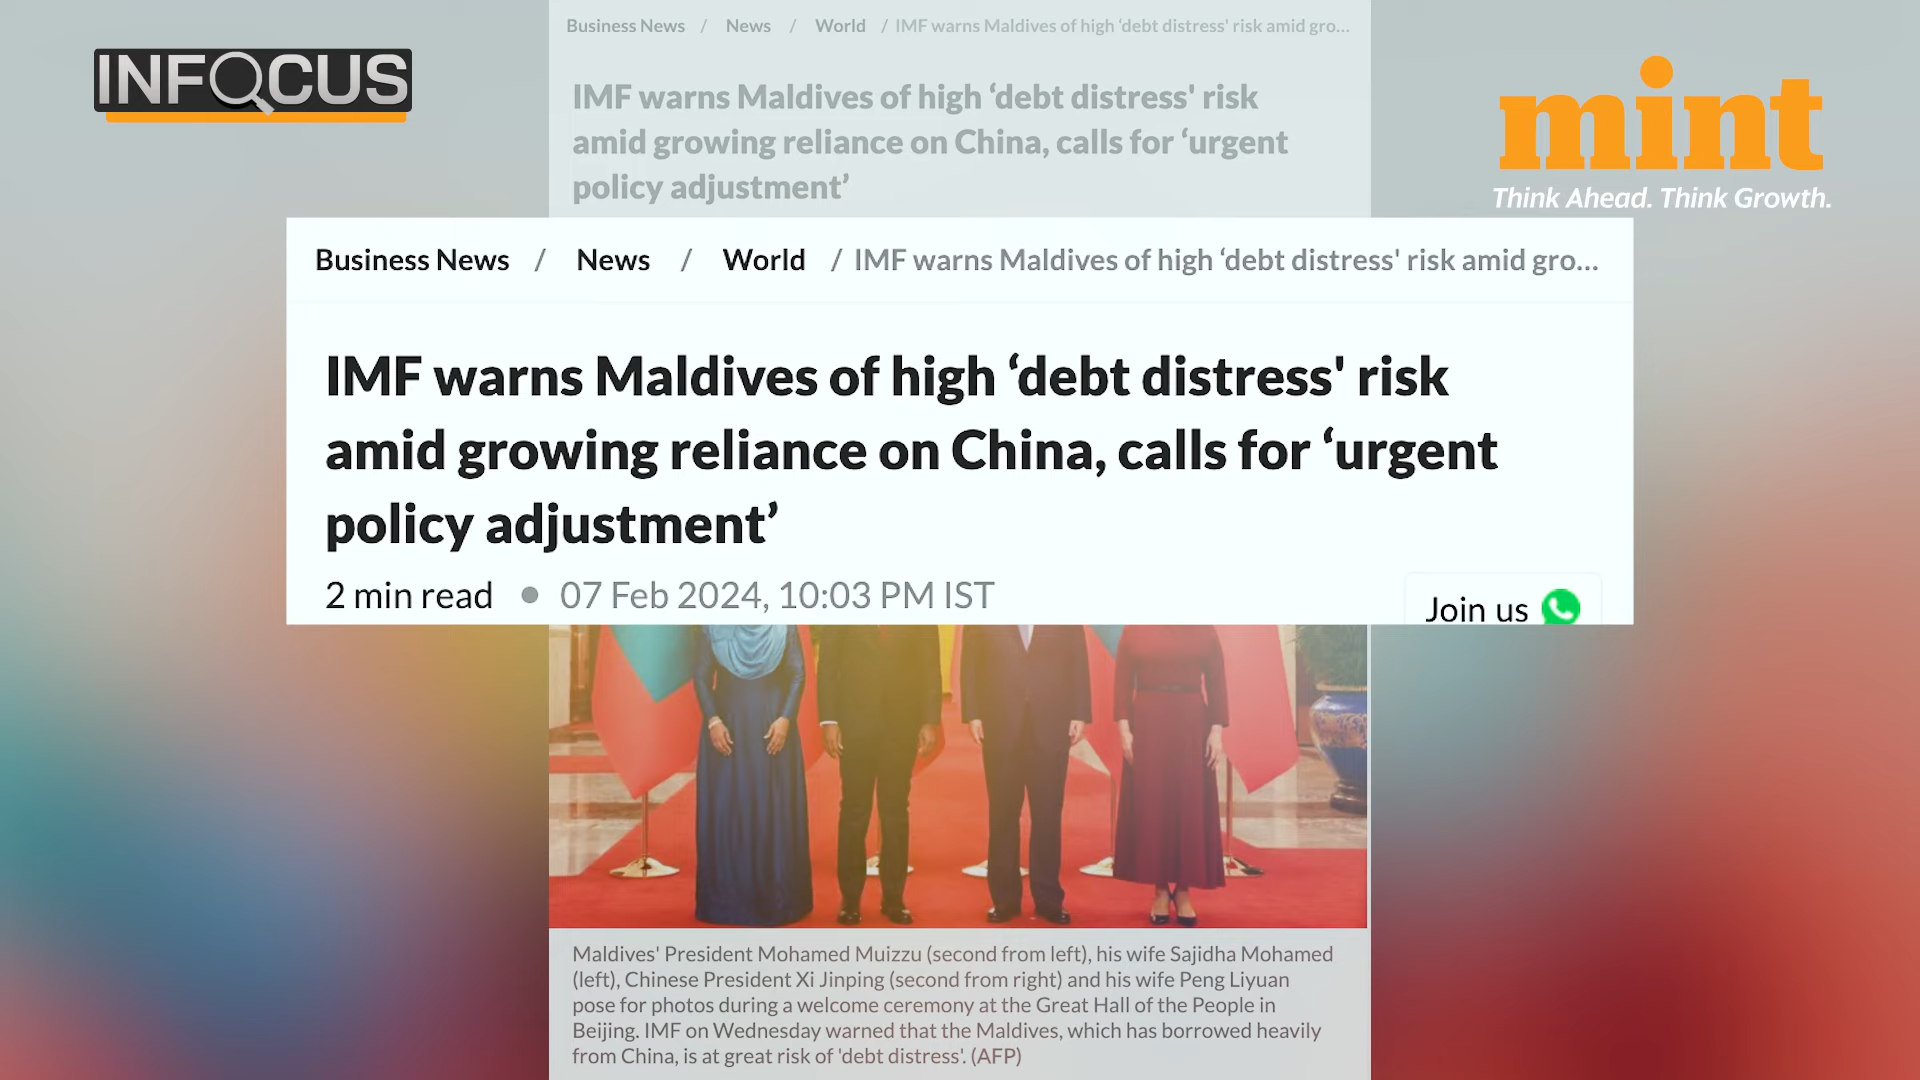 INFOCUS
mint
Think Ahead. Think Growth.
Business News / News / World / IMF warns Maldives of high ‘debt distress' risk amid gro...
IMF warns Maldives of high ‘debt distress' risk
amid growing reliance on China, calls for ‘urgent
policy adjustment’
Business News / News / World / IMF warns Maldives of high ‘debt distress' risk amid gro...
IMF warns Maldives of high ‘debt distress' risk
amid growing reliance on China, calls for ‘urgent
policy adjustment’
2 min read • 07 Feb 2024, 10:03 PM IST
Join us
Maldives' President Mohamed Muizzu (second from left), his wife Sajidha Mohamed
(left), Chinese President Xi Jinping (second from right) and his wife Peng Liyuan
pose for photos during a welcome ceremony at the Great Hall of the People in
Beijing. IMF on Wednesday warned that the Maldives, which has borrowed heavily
from China, is at great risk of 'debt distress'. (AFP)